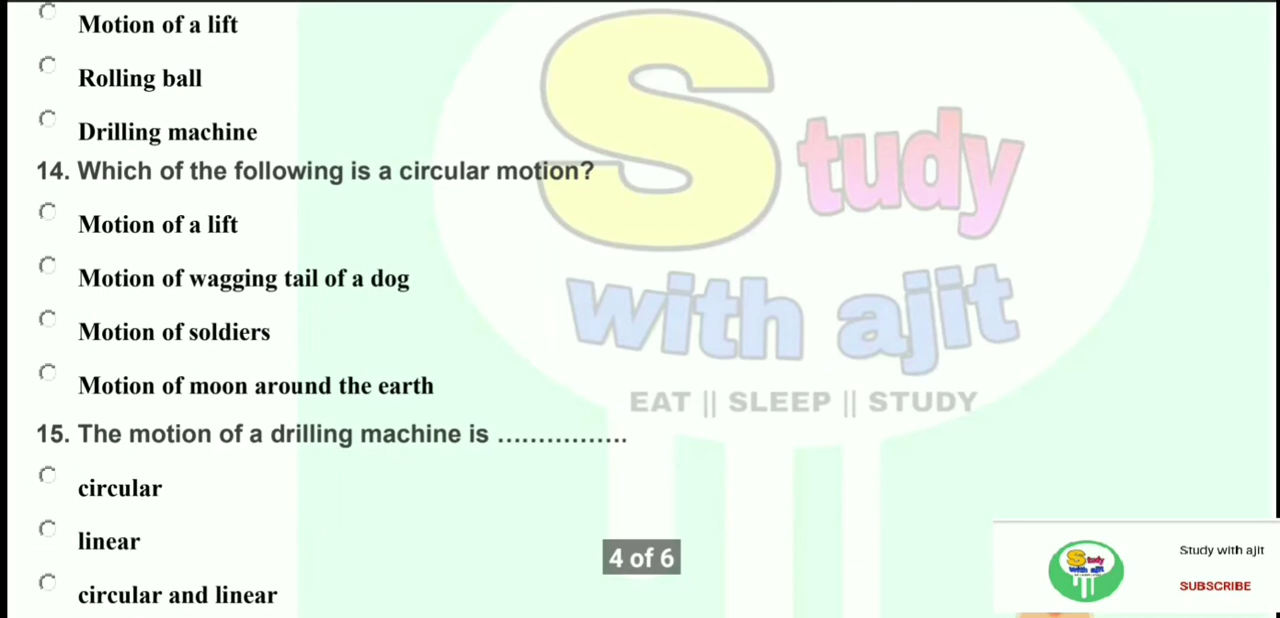 Motion of a lift
Rolling ball
Drilling machine
14. Which of the following is a circular motion?
Motion of a lift
Motion of wagging tail of a dog
Motion of soldiers
Motion of moon around the earth
15. The motion of a drilling machine is ................
circular
linear
circular and linear
Study
with ajit
EAT || SLEEP || STUDY
4 of 6
Study with ajit
SUBSCRIBE